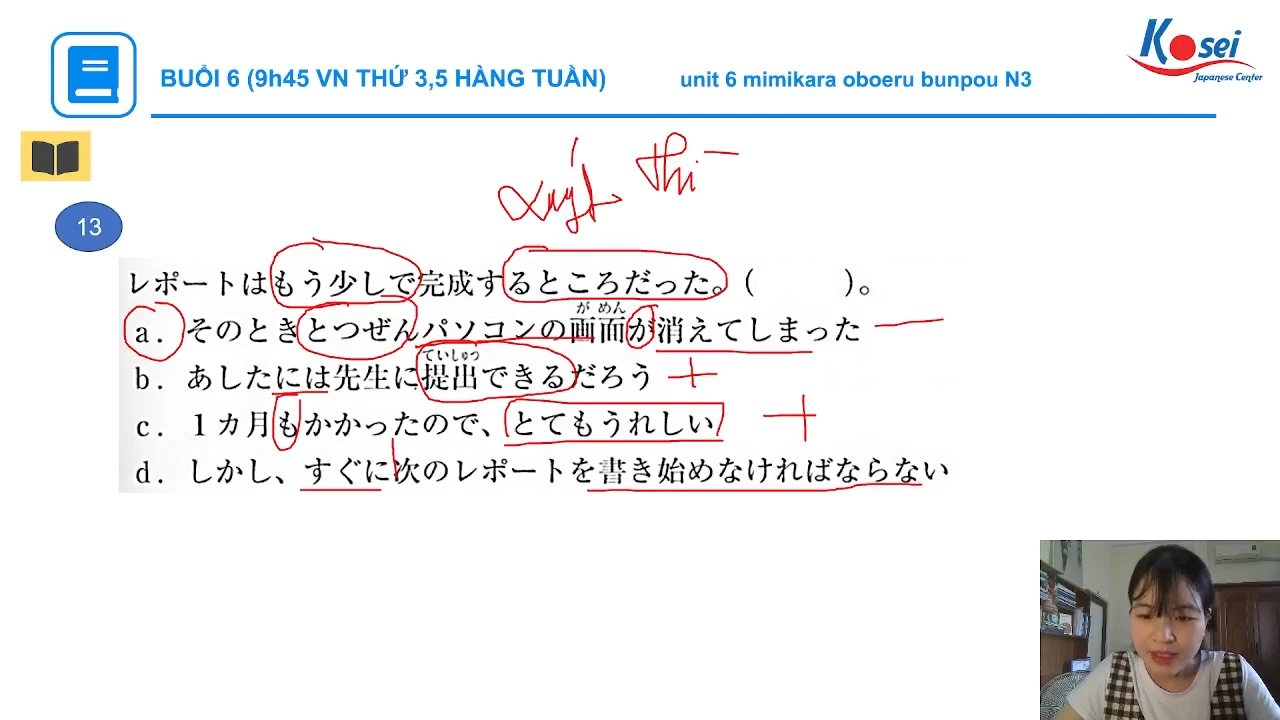 Kosei
Japanese Center
BUỔI 6 (9h45 VN THỨ 3,5 HÀNG TUẦN)
unit 6 mimikara oboeru bunpou N3
thì
13
レポートはもう少しで完成するところだった。（　　　）。
がめん
a．そのときとつぜんパソコンの画面が消えてしまった
ていしゅつ
b．あしたには先生に提出できるだろう
c．１カ月もかかったので、とてもうれしい
d．しかし、すぐに次のレポートを書き始めなければならない